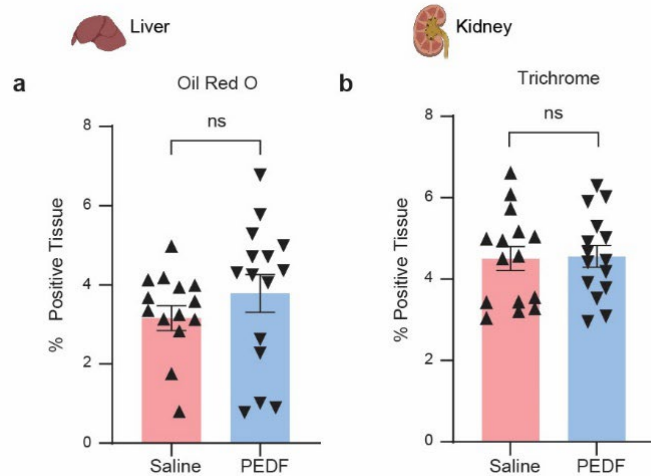 Liver
Kidney
a
Oil Red O
b
Trichrome
ns
ns
% Positive Tissue
8
6
4
2
0
Saline
PEDF
% Positive Tissue
8
6
4
2
0
Saline
PEDF